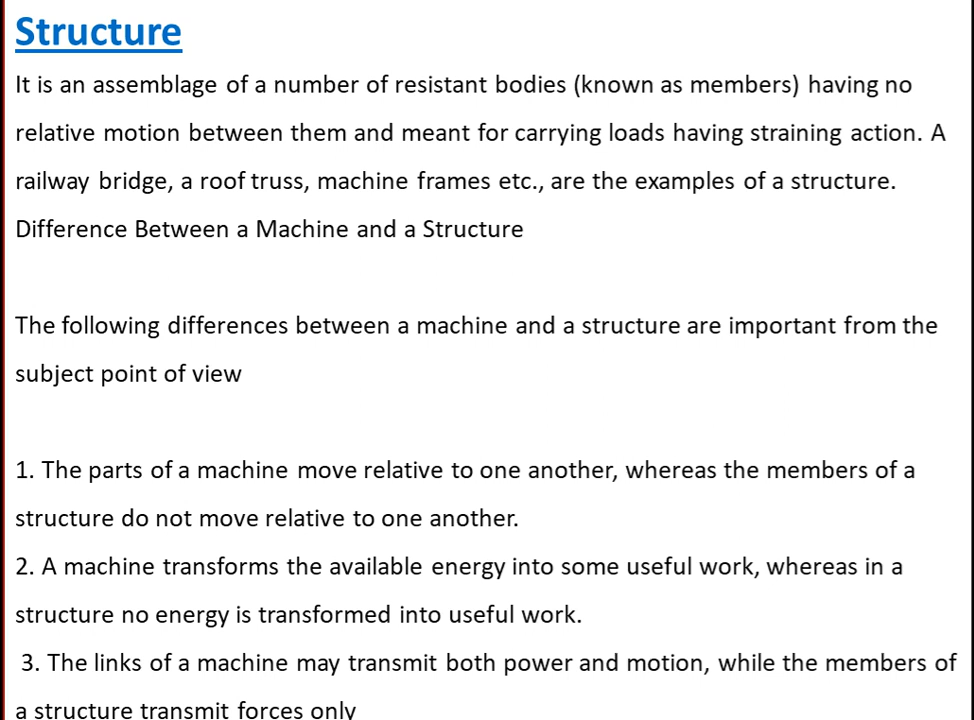 Structure
It is an assemblage of a number of resistant bodies (known as members) having no
relative motion between them and meant for carrying loads having straining action. A
railway bridge, a roof truss, machine frames etc., are the examples of a structure.
Difference Between a Machine and a Structure
The following differences between a machine and a structure are important from the
subject point of view
1. The parts of a machine move relative to one another, whereas the members of a
structure do not move relative to one another.
2. A machine transforms the available energy into some useful work, whereas in a
structure no energy is transformed into useful work.
3. The links of a machine may transmit both power and motion, while the members of
a structure transmit forces only